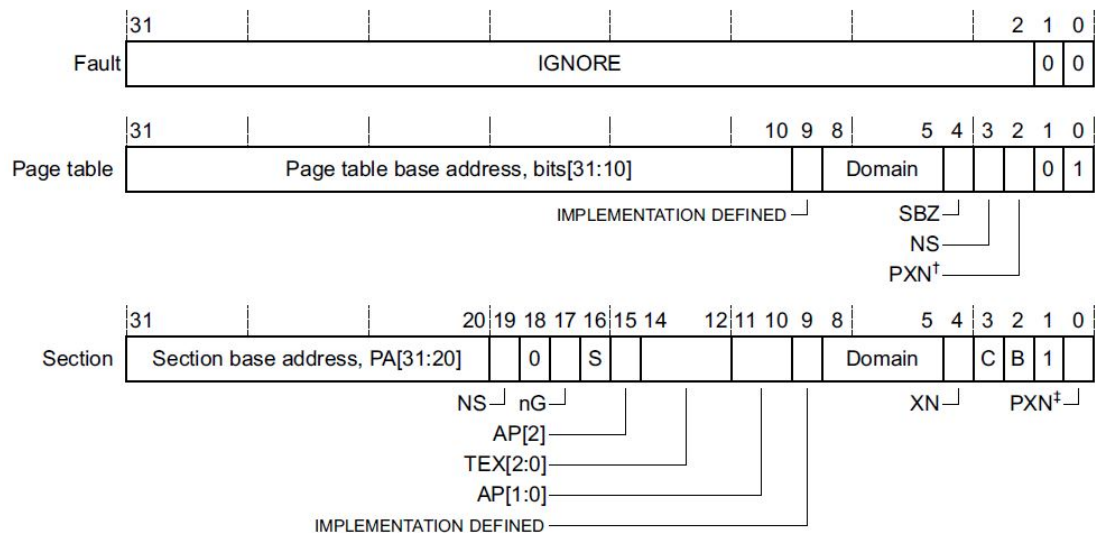 31 2 1 0
Fault IGNORE 0 0
31 10 9 8 5 4 3 2 1 0
Page table Page table base address, bits[31:10] Domain 0 1
IMPLEMENTATION DEFINED SBZ
NS
PXN†
31 20 19 18 17 16 15 14 12 11 10 9 8 5 4 3 2 1 0
Section Section base address, PA[31:20] 0 S Domain C B 1
NS nG XN PXN‡
AP[2]
TEX[2:0]
AP[1:0]
IMPLEMENTATION DEFINED